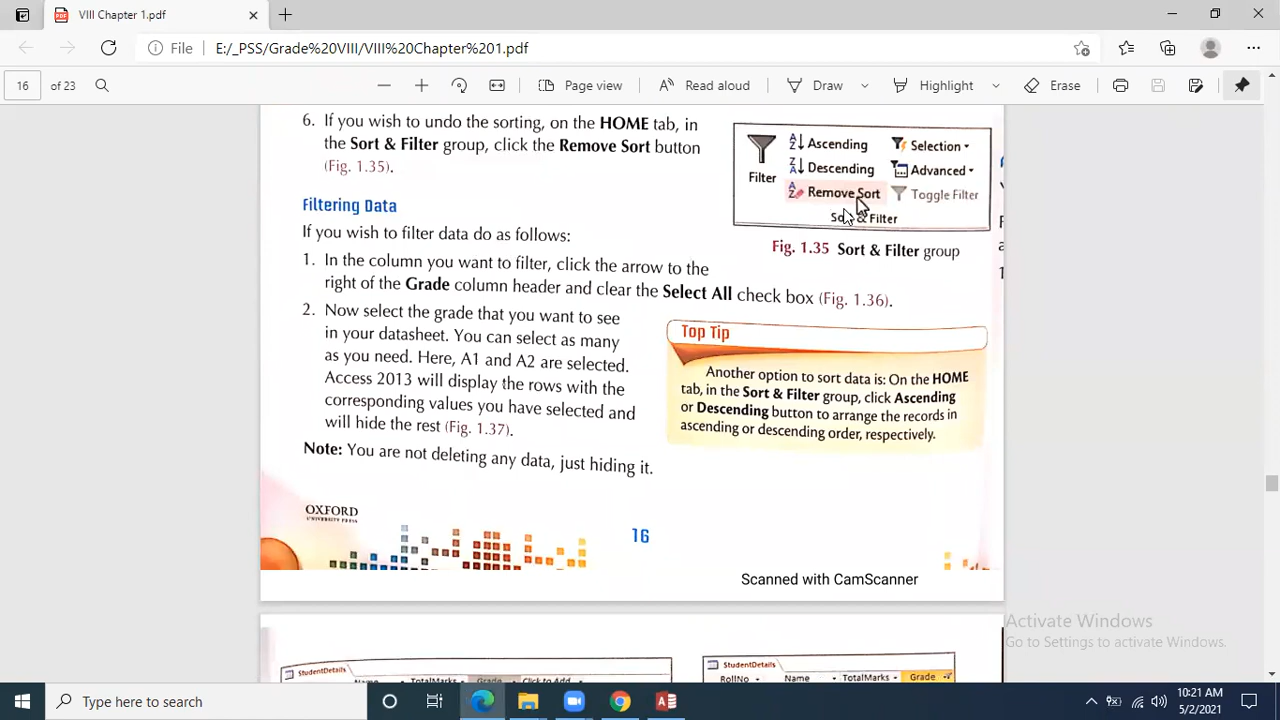 VIII Chapter 1.pdf
File E:/_PSS/Grade%20VIII/VIII%20Chapter%201.pdf
16 of 23 Page view Read aloud Draw Highlight Erase
6. If you wish to undo the sorting, on the HOME tab, in
the Sort & Filter group, click the Remove Sort button
(Fig. 1.35).
Filter
Ascending
Descending
Remove Sort
Selection
Advanced
Toggle Filter
Sort & Filter
Fig. 1.35 Sort & Filter group
Filtering Data
If you wish to filter data do as follows:
1. In the column you want to filter, click the arrow to the
right of the Grade column header and clear the Select All check box (Fig. 1.36).
2. Now select the grade that you want to see
in your datasheet. You can select as many
as you need. Here, A1 and A2 are selected.
Access 2013 will display the rows with the
corresponding values you have selected and
will hide the rest (Fig. 1.37).
Note: You are not deleting any data, just hiding it.
Top Tip
Another option to sort data is: On the HOME
tab, in the Sort & Filter group, click Ascending
or Descending button to arrange the records in
ascending or descending order, respectively.
OXFORD
UNIVERSITY PRESS
16
Scanned with CamScanner
Activate Windows
Go to Settings to activate Windows.
StudentDetails
Name TotalMarks Grade Click to Add
StudentDetails
RollNo Name TotalMarks Grade
Type here to search
10:21 AM
5/2/2021